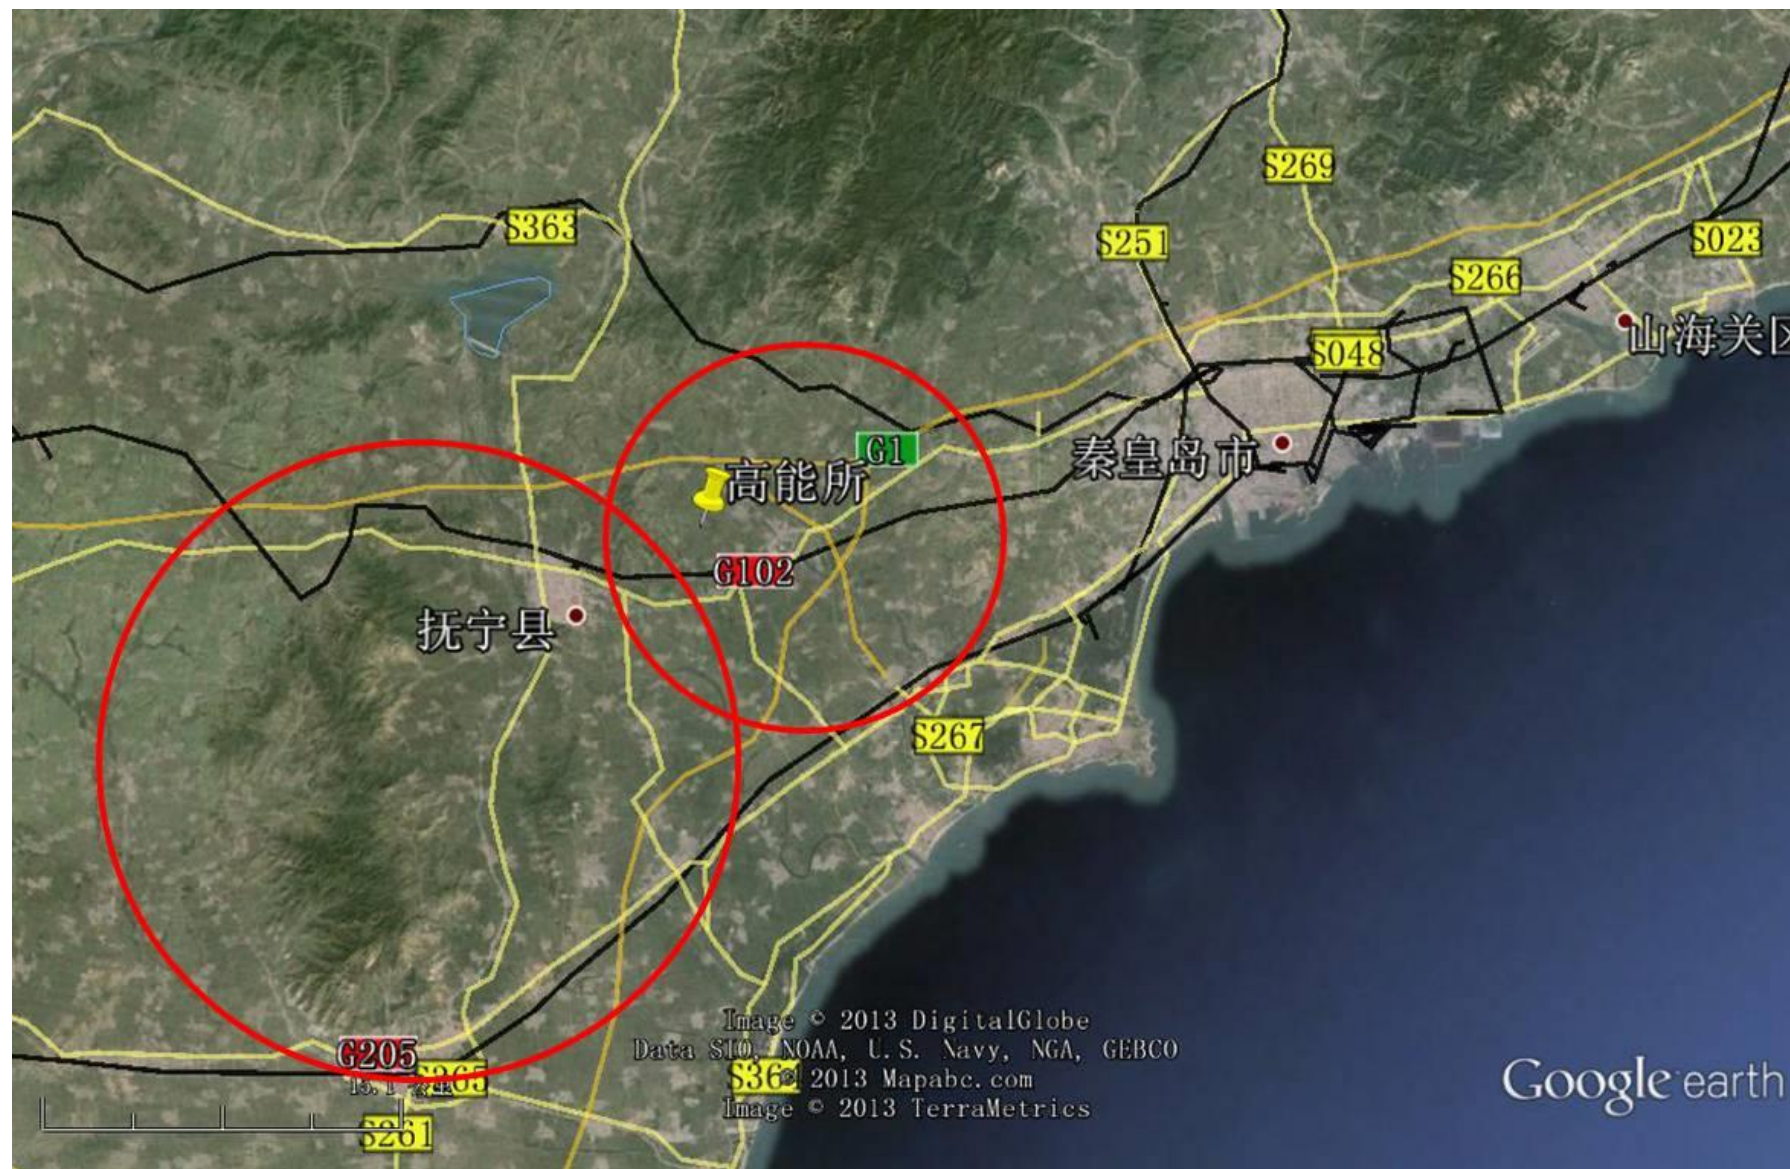 S269
S363
S251
S023
S266
S048
山海关区
G1
秦皇岛市
高能所
G102
抚宁县
S267
Image © 2013 DigitalGlobe
Data SIO, NOAA, U.S. Navy, NGA, GEBCO
G205
© 2013 Mapabc.com
Image © 2013 TerraMetrics
S261
Google earth